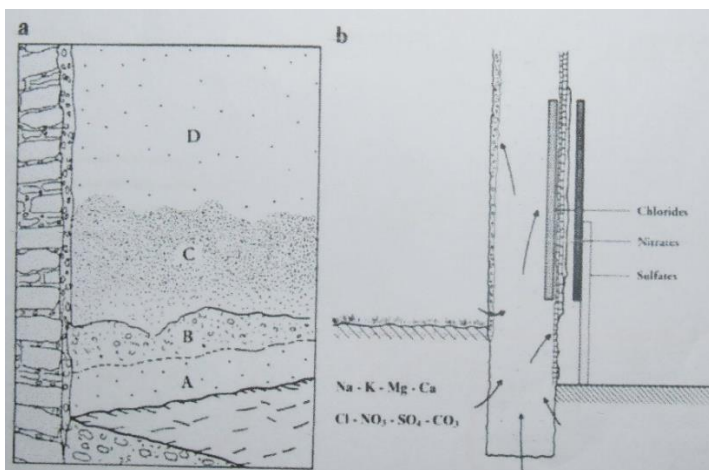 a
b
D
C
B
A
Chlorides
Nitrates
Sulfates
Na - K - Mg - Ca
Cl - NO₃ - SO₄ - CO₃